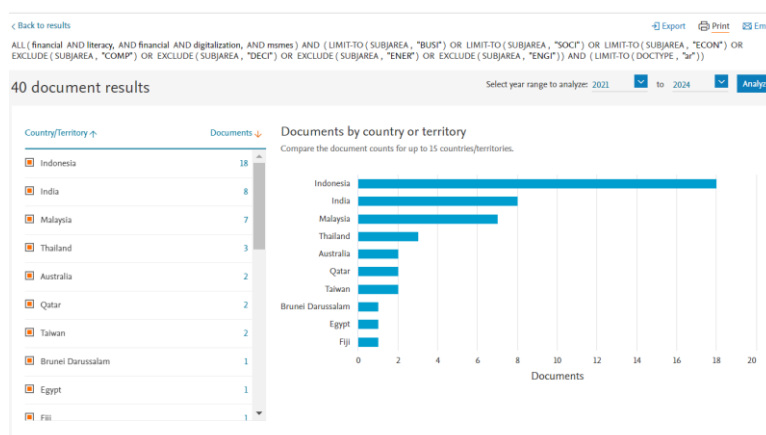 < Back to results
Export Print Em
ALL ( financial AND literacy, AND financial AND digitalization, AND msmes ) AND ( LIMIT-TO ( SUBJAREA , "BUSI" ) OR LIMIT-TO ( SUBJAREA , "SOCI" ) OR LIMIT-TO ( SUBJAREA , "ECON" ) OR
EXCLUDE ( SUBJAREA , "COMP" ) OR EXCLUDE ( SUBJAREA , "DECI" ) OR EXCLUDE ( SUBJAREA , "ENER" ) OR EXCLUDE ( SUBJAREA , "ENGI" ) ) AND ( LIMIT-TO ( DOCTYPE , "ar" ) )
40 document results
Select year range to analyze: 2021 to 2024 Analyz
Country/Territory ↑ Documents ↓
Indonesia 18
India 8
Malaysia 7
Thailand 3
Australia 2
Qatar 2
Taiwan 2
Brunei Darussalam 1
Egypt 1
Fiji 1
Documents by country or territory
Compare the document counts for up to 15 countries/territories.
Indonesia
India
Malaysia
Thailand
Australia
Qatar
Taiwan
Brunei Darussalam
Egypt
Fiji
0 2 4 6 8 10 12 14 16 18 20
Documents